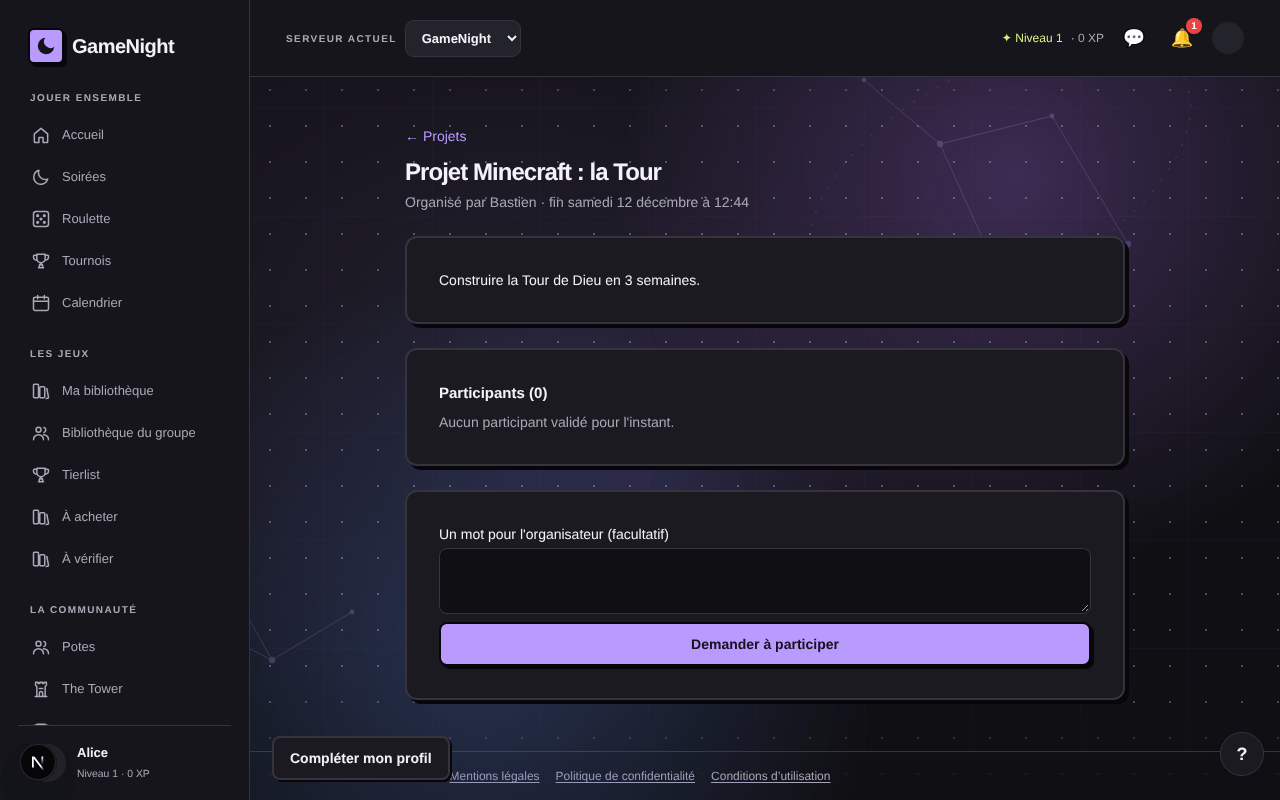 GameNight
JOUER ENSEMBLE
Accueil
Soirées
Roulette
Tournois
Calendrier
LES JEUX
Ma bibliothèque
Bibliothèque du groupe
Tierlist
À acheter
À vérifier
LA COMMUNAUTÉ
Potes
The Tower
N
Alice
Niveau 1 · 0 XP
SERVEUR ACTUEL GameNight
✦ Niveau 1 · 0 XP
1
← Projets
Projet Minecraft : la Tour
Organisé par Bastien · fin samedi 12 décembre à 12:44
Construire la Tour de Dieu en 3 semaines.
Participants (0)
Aucun participant validé pour l'instant.
Un mot pour l'organisateur (facultatif)
Demander à participer
Compléter mon profil
Mentions légales Politique de confidentialité Conditions d'utilisation
?